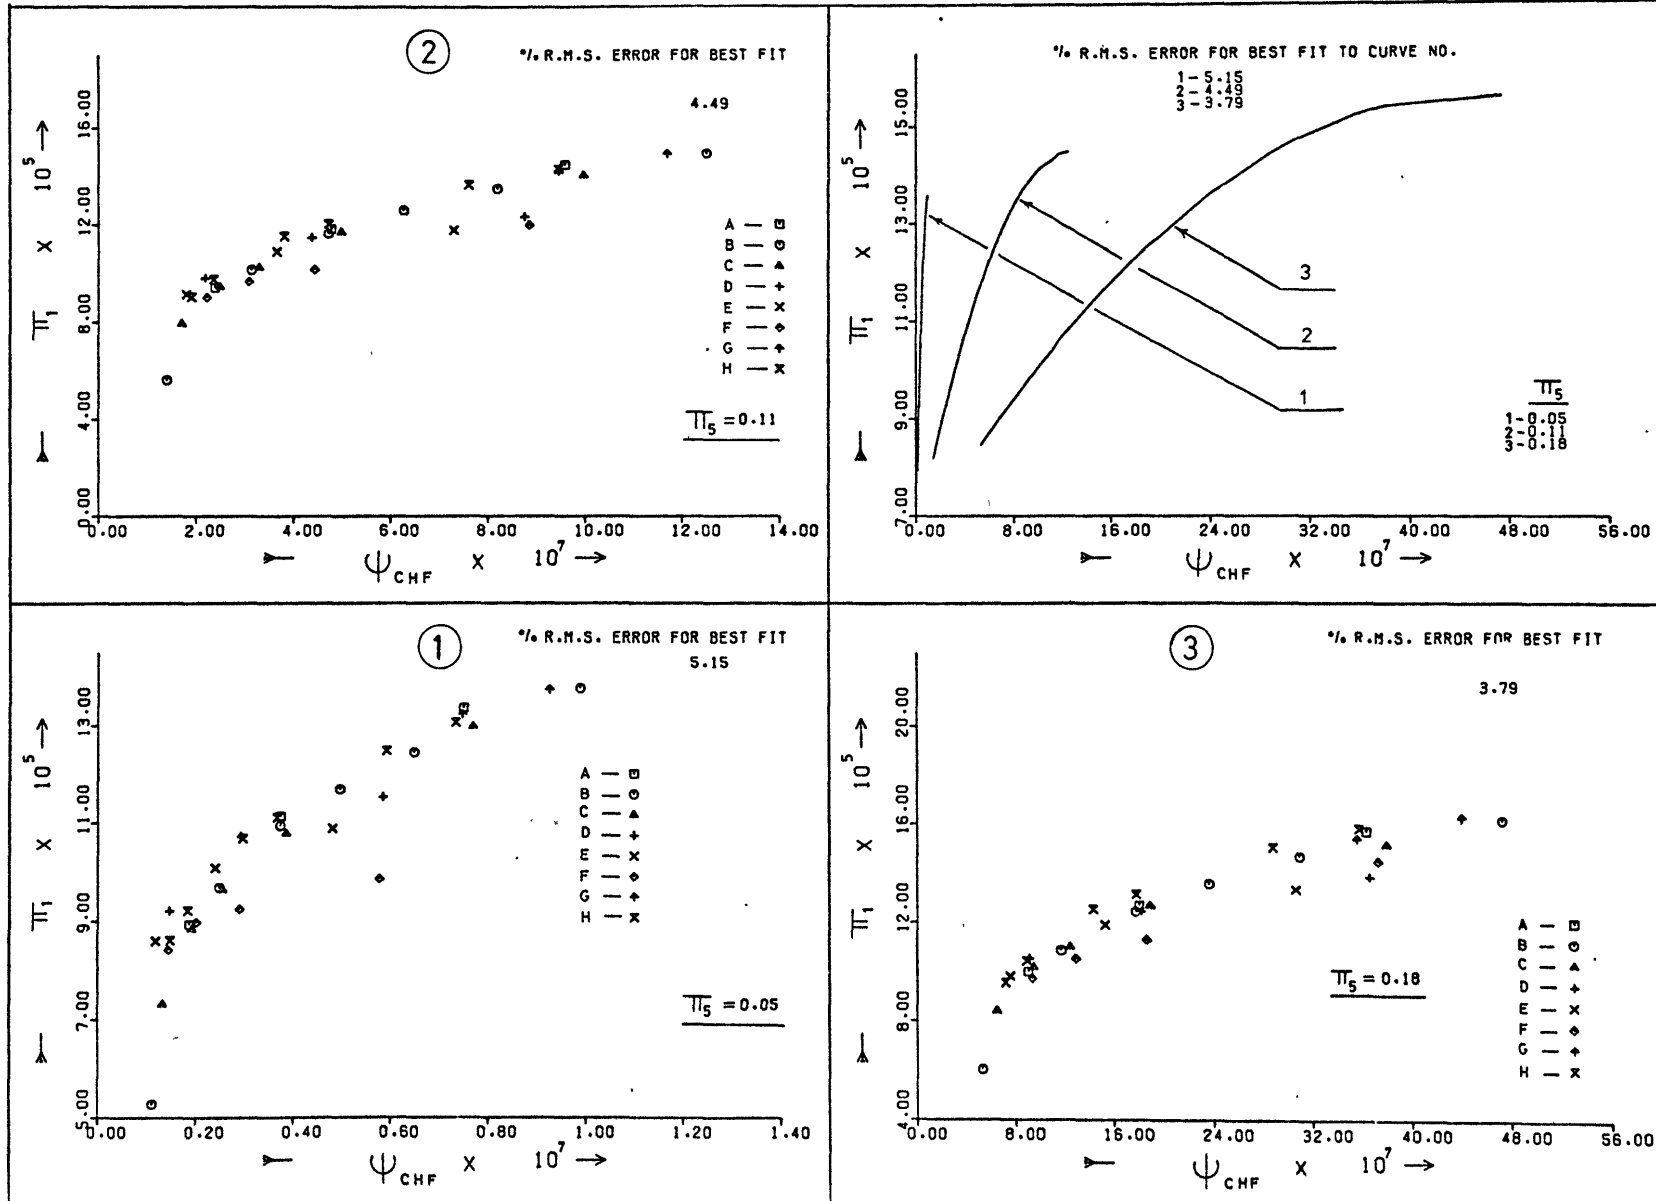 2
% R.M.S. ERROR FOR BEST FIT
4.49
16.00
12.00
8.00
4.00
0.00
π1 X 10^5 →
A — 
B — 
C — 
D — 
E — 
F — 
G — 
H — 
π5 = 0.11
0.00 2.00 4.00 6.00 8.00 10.00 12.00 14.00
ψCHF X 10^7 →
% R.M.S. ERROR FOR BEST FIT TO CURVE NO.
1-5.15
2-4.49
3-3.79
15.00
13.00
11.00
9.00
7.00
π1 X 10^5 →
3
2
1
π5
1-0.05
2-0.11
3-0.18
0.00 8.00 16.00 24.00 32.00 40.00 48.00 56.00
ψCHF X 10^7 →
1
% R.M.S. ERROR FOR BEST FIT
5.15
13.00
11.00
9.00
7.00
5.00
π1 X 10^5 →
A — 
B — 
C — 
D — 
E — 
F — 
G — 
H — 
π5 = 0.05
0.00 0.20 0.40 0.60 0.80 1.00 1.20 1.40
ψCHF X 10^7 →
3
% R.M.S. ERROR FOR BEST FIT
3.79
20.00
16.00
12.00
8.00
4.00
π1 X 10^5 →
A — 
B — 
C — 
D — 
E — 
F — 
G — 
H — 
π5 = 0.18
0.00 8.00 16.00 24.00 32.00 40.00 48.00 56.00
ψCHF X 10^7 →